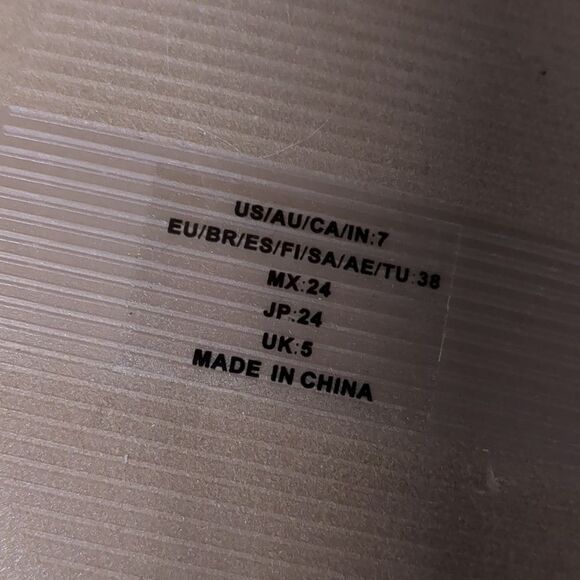 US/AU/CA/IN:7
EU/BR/ES/FI/SA/AE/TU:38
MX:24
JP:24
UK:5
MADE IN CHINA